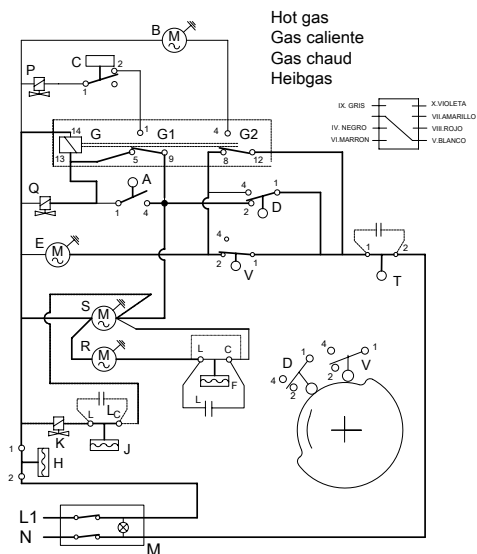 Hot gas
Gas caliente
Gas chaud
Heibgas
B
M
C
2
P
1
IX. GRIS
X.VIOLETA
VII.AMARILLO
IV. NEGRO
VIII.ROJO
VI.MARRON
V.BLANCO
14
G
1
G1
4
G2
13
5
9
8
12
Q
A
1
4
4
1
2
D
E
M
4
2
1
V
1
2
T
S
M
R
M
L
C
F
L
D
1
4
2
4
1
2
V
L
L
C
K
J
1
H
2
L1
N
M